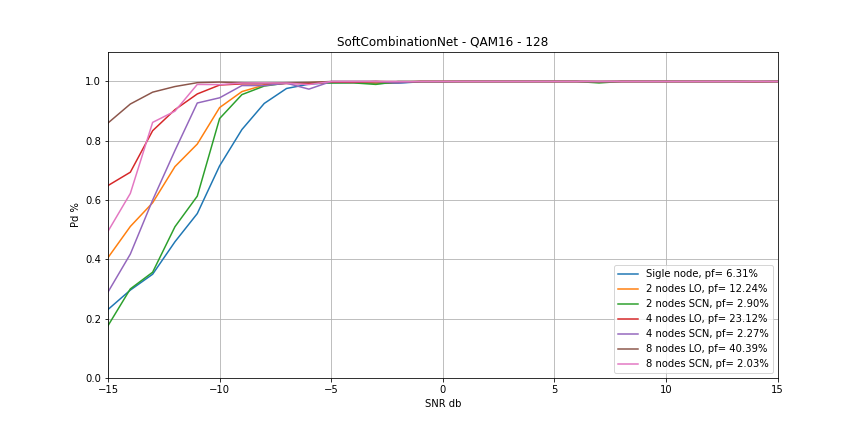 SoftCombinationNet - QAM16 - 128
1.0
0.8
0.6
0.4
0.2
0.0
Pd %
−15
−10
−5
0
5
10
15
SNR db
Sigle node, pf= 6.31%
2 nodes LO, pf= 12.24%
2 nodes SCN, pf= 2.90%
4 nodes LO, pf= 23.12%
4 nodes SCN, pf= 2.27%
8 nodes LO, pf= 40.39%
8 nodes SCN, pf= 2.03%